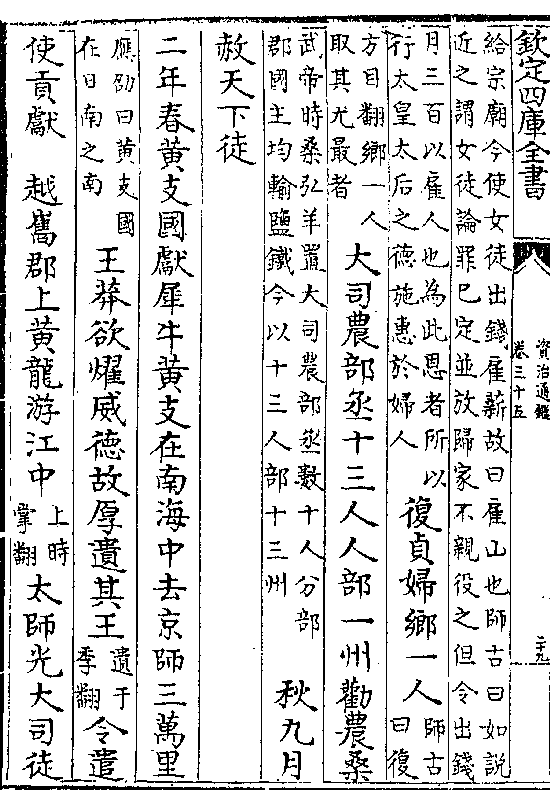 欽定四庫全書
資治通鑑
卷三十五
二十九
給宗廟今使女徒出錢雇薪故曰雇山也師古曰如說
近之謂女徒論罪已定並放歸家不親役之但令出錢
月三百以雇人也為此恩者所以
行太皇太后之德施惠於婦人
復貞婦鄉一人
師古
曰復
方目翻鄉一人
取其尤最者
大司農部丞十三人人部一州勸農桑
武帝時桑弘羊置大司農部丞數十人分部
郡國主均輸鹽鐵今以十三人部十三州
秋九月
赦天下徒
二年春黃支國獻犀牛黃支在南海中去京師三萬里
應劭曰黃支國
在日南之南
王莽欲燿威德故厚遺其王
遺于
季翻
令遣
使貢獻 越嶲郡上黃龍游江中
上時
掌翻
太師光大司徒